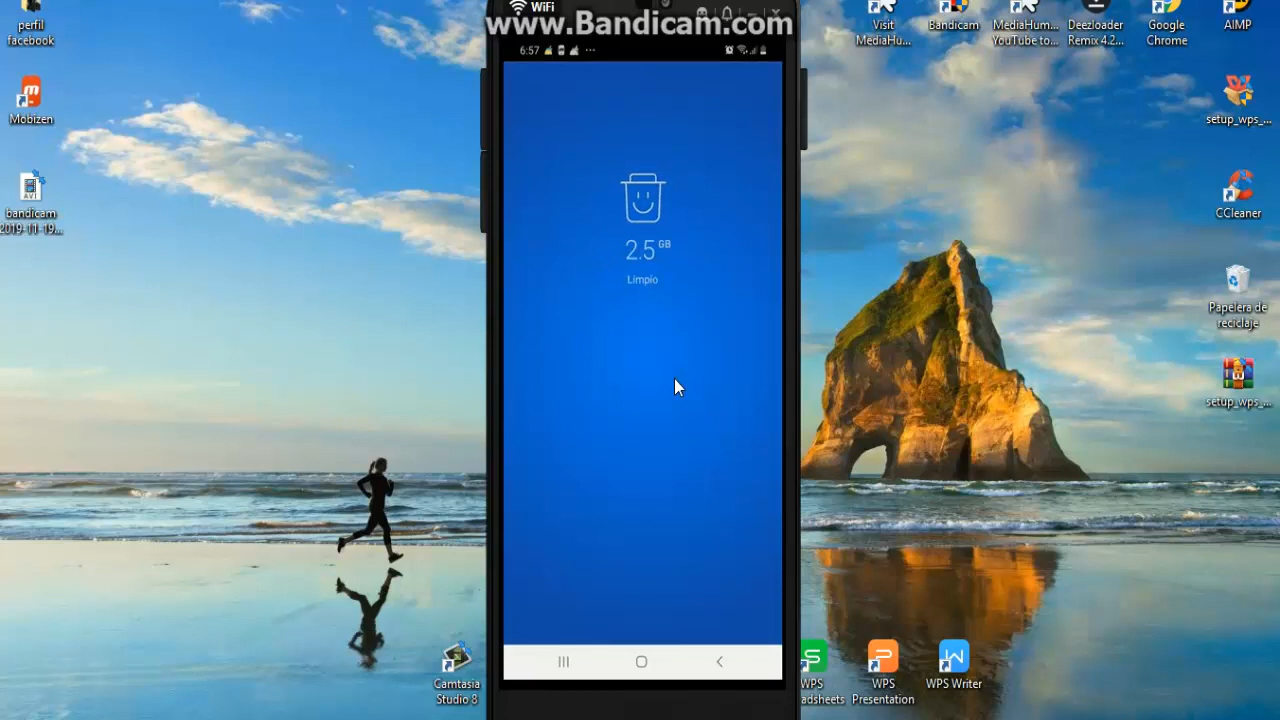 WiFi
www.Bandicam.com
6:57
2.5 GB
Limpio
perfil
facebook
Mobizen
AVI
bandicam
2019-11-19...
Camtasia
Studio 8
Visit
MediaHu...
Bandicam
MediaHum...
YouTube to...
Deezloader
Remix 4.2...
Google
Chrome
AIMP
setup_wps_...
CCleaner
Papelera de
reciclaje
setup_wps_...
WPS
adsheets
WPS
Presentation
WPS Writer